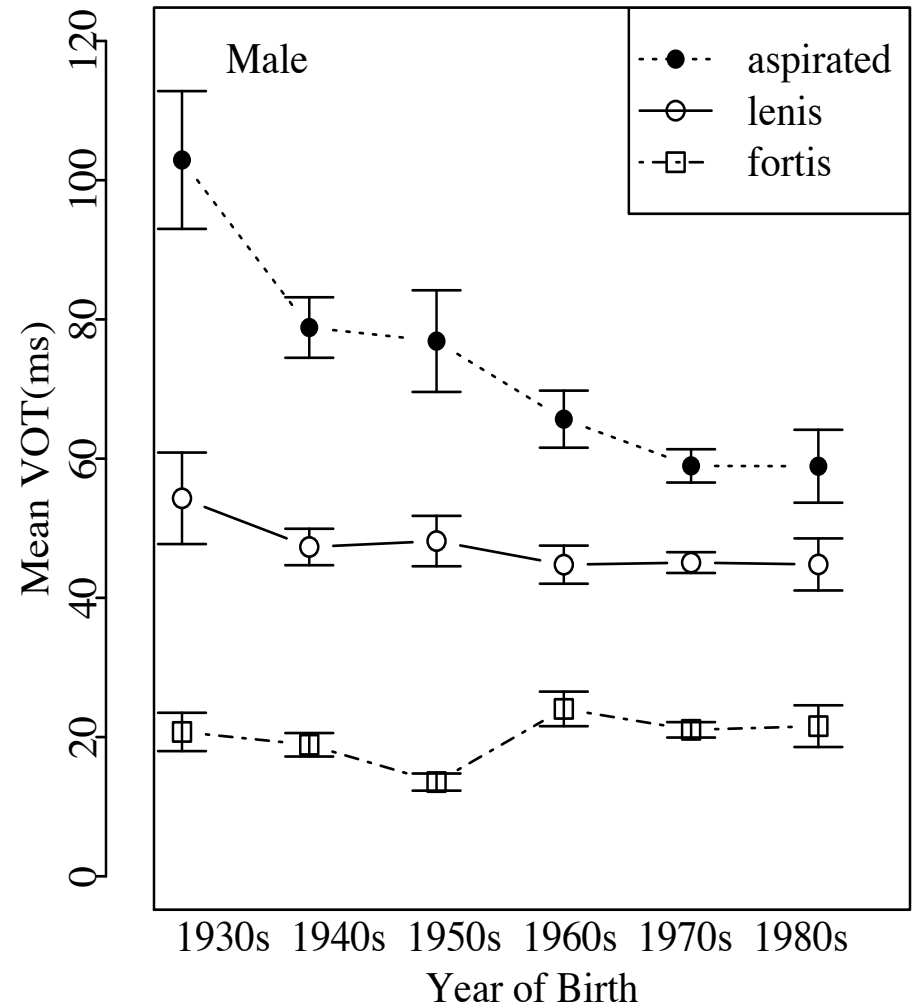 Male
aspirated
lenis
fortis
Mean VOT(ms)
120
100
80
60
40
20
0
1930s 1940s 1950s 1960s 1970s 1980s
Year of Birth